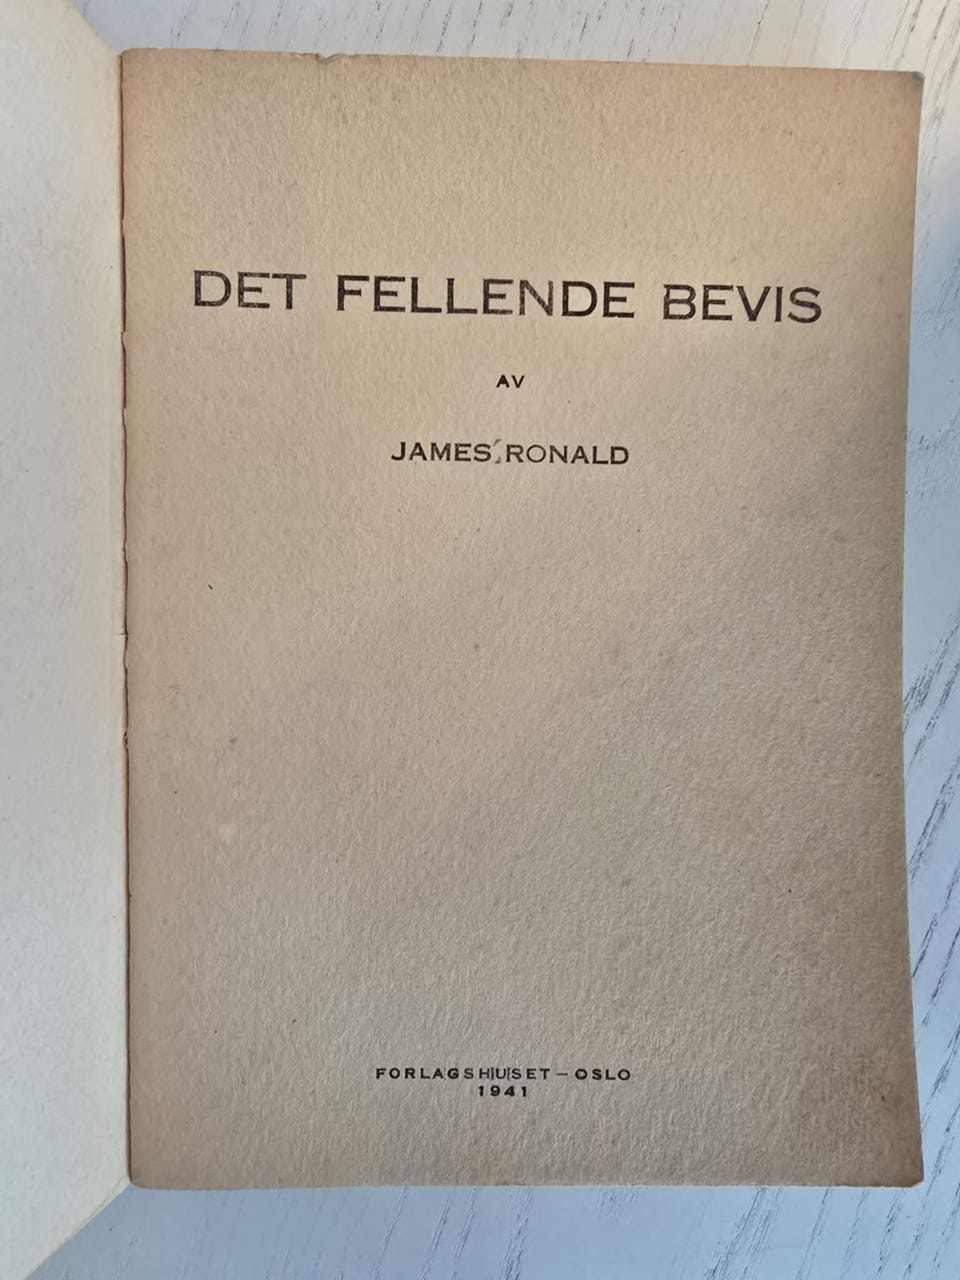 DET FELLENDE BEVIS
AV
JAMES RONALD
FORLAGSHUSET – OSLO
1941